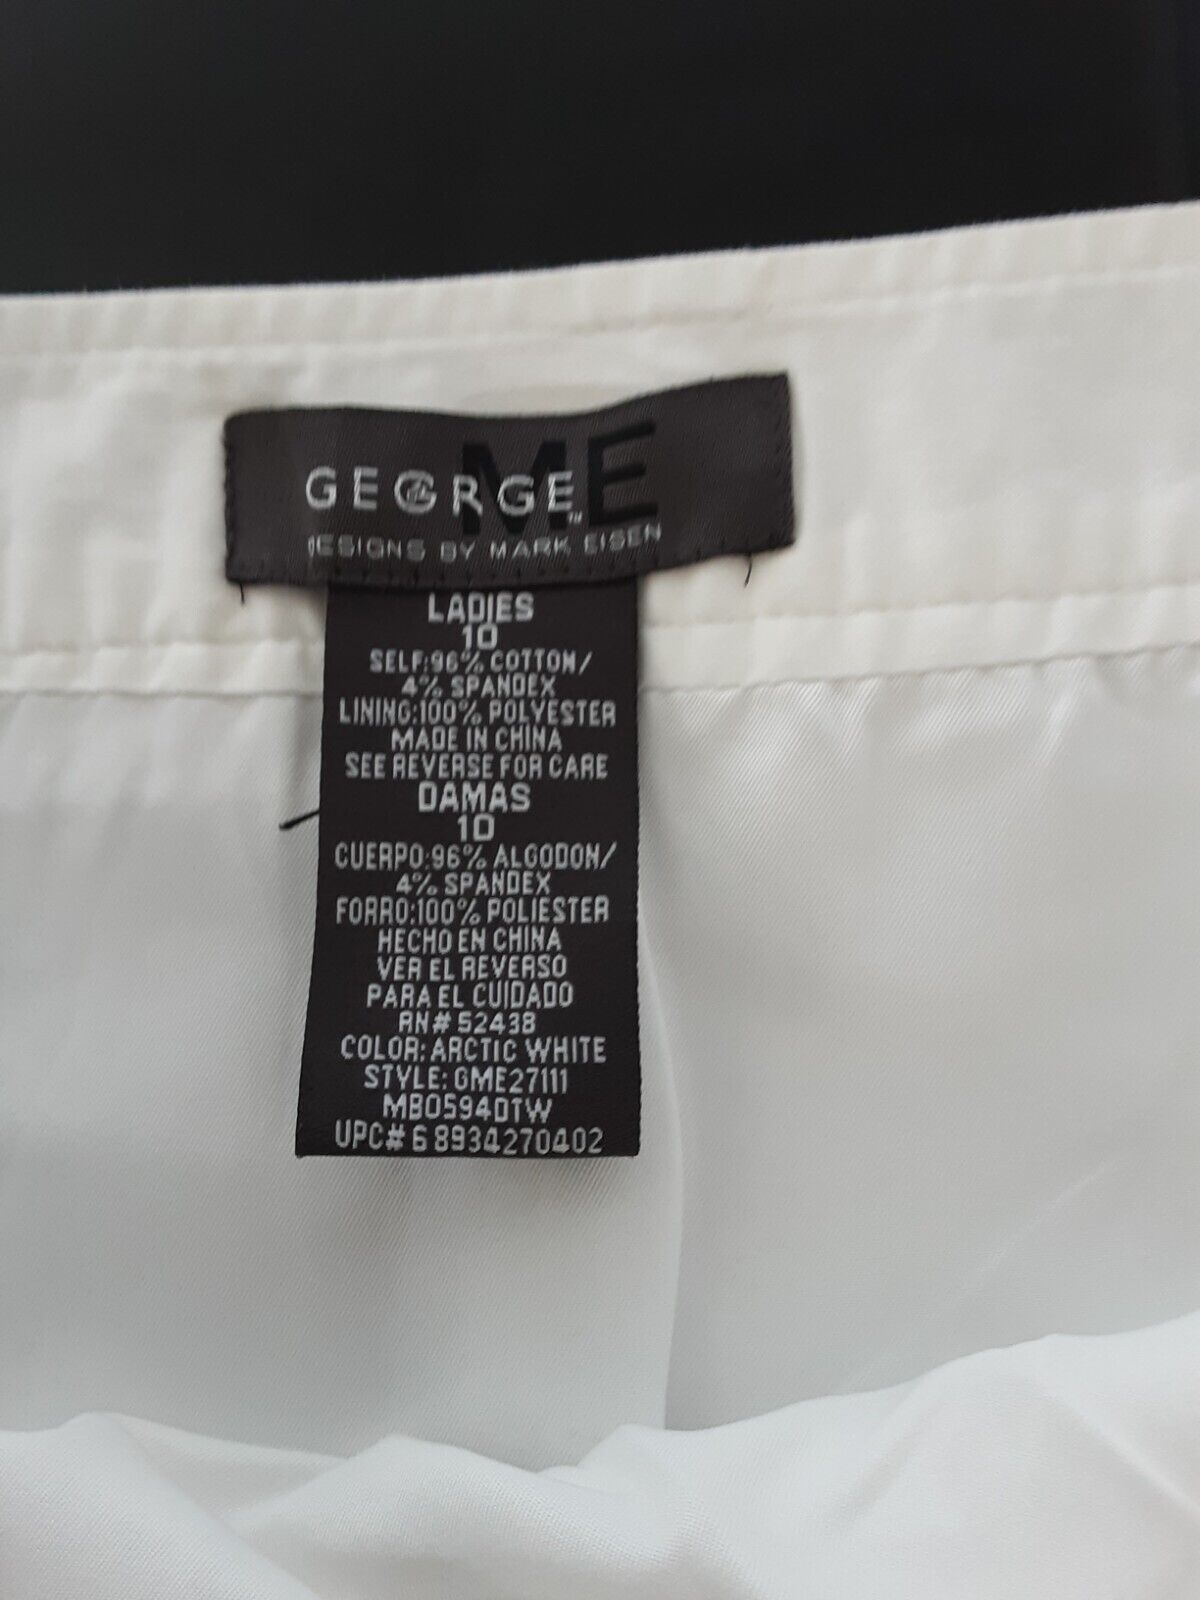 ME
GEORGE™
DESIGNS BY MARK EISEN
LADIES
10
SELF:96% COTTON/
4% SPANDEX
LINING:100% POLYESTER
MADE IN CHINA
SEE REVERSE FOR CARE
DAMAS
10
CUERPO:96% ALGODON/
4% SPANDEX
FORRO:100% POLIESTER
HECHO EN CHINA
VER EL REVERSO
PARA EL CUIDADO
RN# 52438
COLOR: ARCTIC WHITE
STYLE: GME27111
MB0594DTW
UPC# 6 8934270402